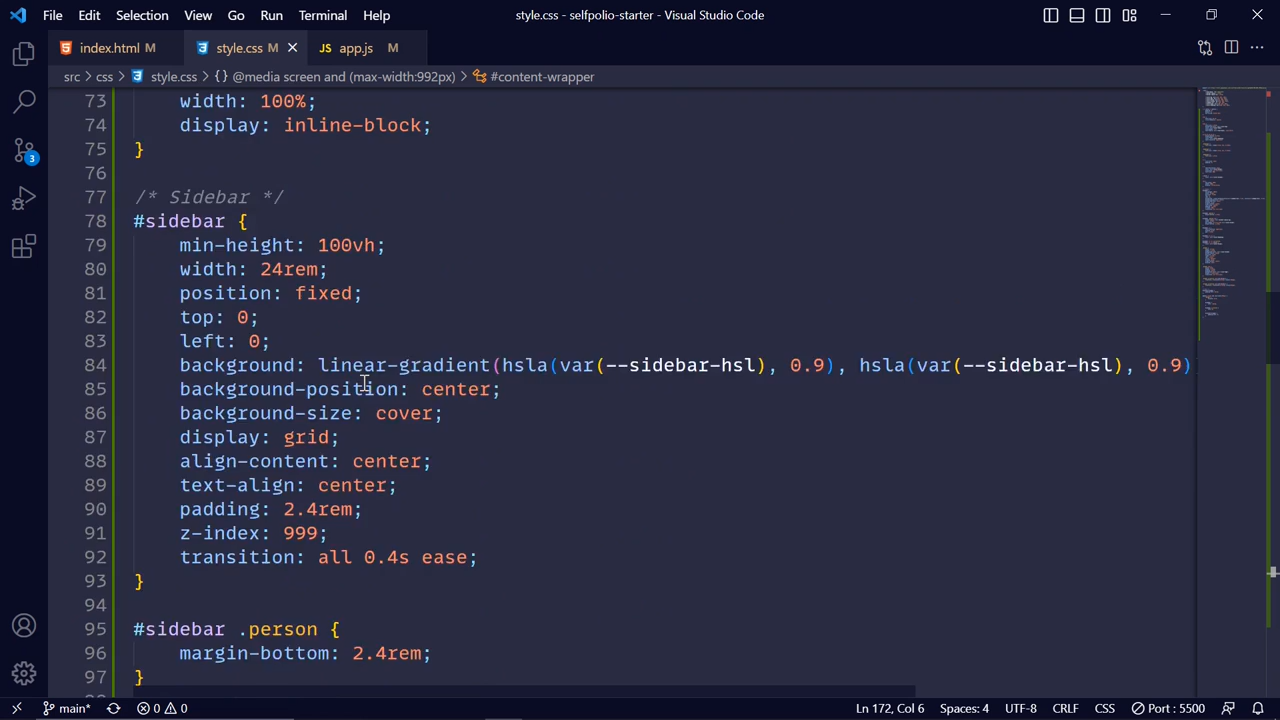 File Edit Selection View Go Run Terminal Help style.css - selfpolio-starter - Visual Studio Code
index.html M style.css M JS app.js M
src > css > style.css > {} @media screen and (max-width:992px) > #content-wrapper
73 width: 100%;
74 display: inline-block;
75 }
76
77 /* Sidebar */
78 #sidebar {
79 min-height: 100vh;
80 width: 24rem;
81 position: fixed;
82 top: 0;
83 left: 0;
84 background: linear-gradient(hsla(var(--sidebar-hsl), 0.9), hsla(var(--sidebar-hsl), 0.9)
85 background-position: center;
86 background-size: cover;
87 display: grid;
88 align-content: center;
89 text-align: center;
90 padding: 2.4rem;
91 z-index: 999;
92 transition: all 0.4s ease;
93 }
94
95 #sidebar .person {
96 margin-bottom: 2.4rem;
97 }
3
main* 0 0 Ln 172, Col 6 Spaces: 4 UTF-8 CRLF CSS Port : 5500